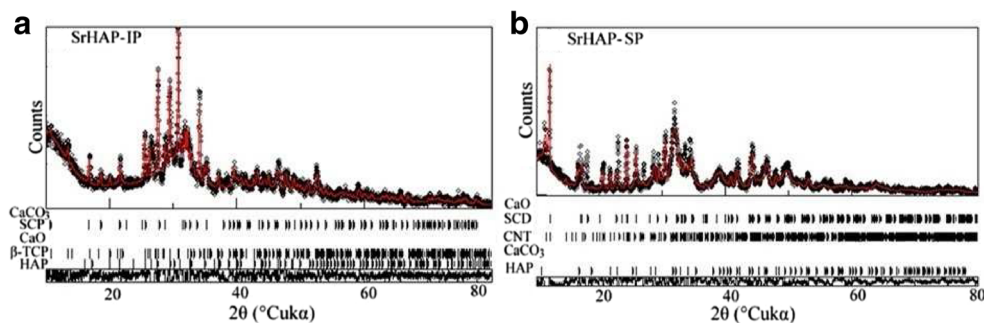 a
SrHAP-IP
Counts
CaCO3
SCP
CaO
β-TCP
HAP
20 40 60 80
2θ (°Cukα)
b
SrHAP-SP
Counts
CaO
SCD
CNT
CaCO3
HAP
20 40 60 80
2θ (°Cukα)